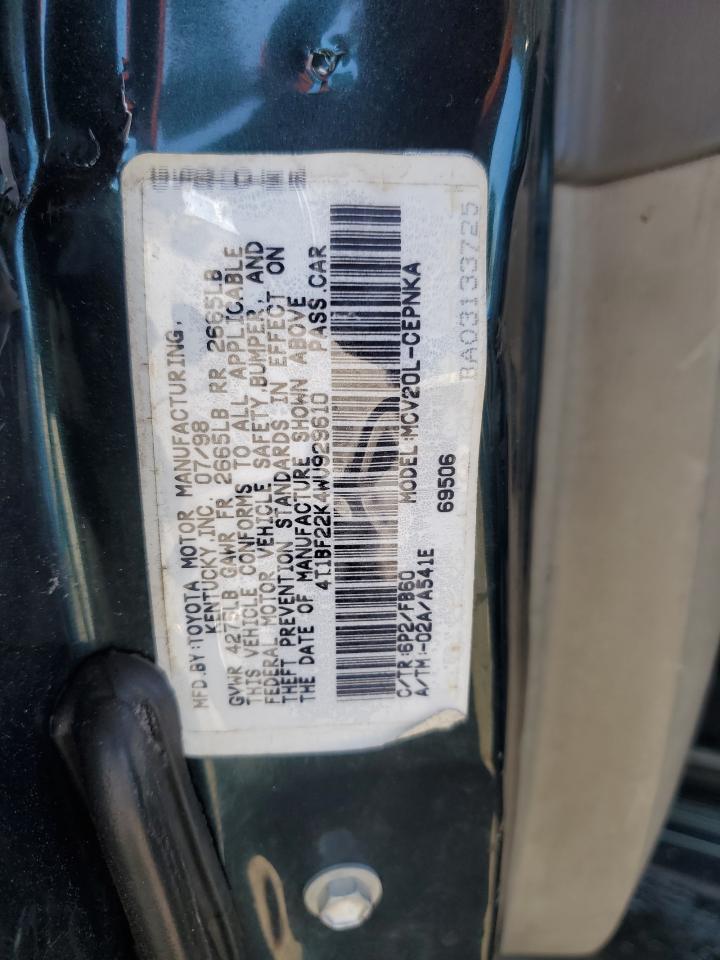 MFD.BY:TOYOTA MOTOR MANUFACTURING,
KENTUCKY,INC. 07/98
GVWR 4275LB GAWR FR 2665LB RR 2665LB
THIS VEHICLE CONFORMS TO ALL APPLICABLE
FEDERAL MOTOR VEHICLE SAFETY,BUMPER, AND
THEFT PREVENTION STANDARDS IN EFFECT ON
THE DATE OF MANUFACTURE SHOWN ABOVE
4T1BF22K4WU929610 PASS.CAR
C/TR:6P2/FB60 MODEL:MCV20L-CEPNKA
A/TM:-02A/A541E 69506
BA03133725